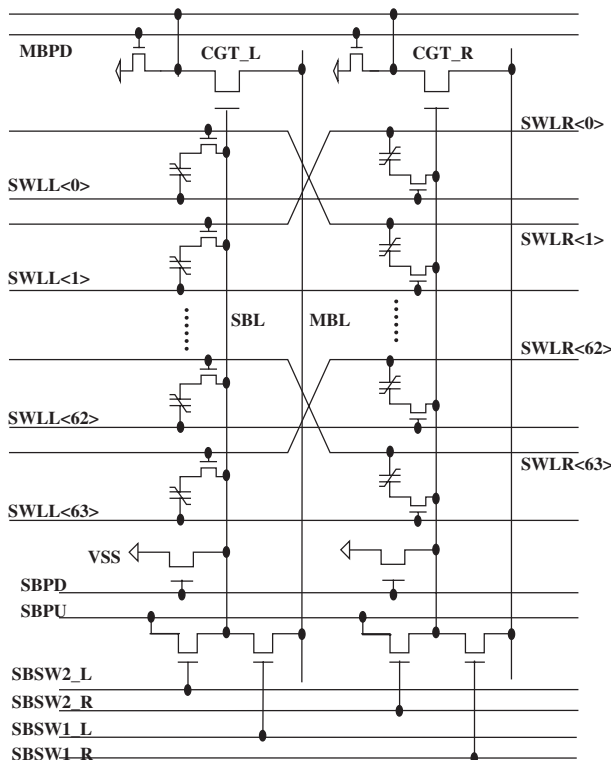 MBPD
CGT_L
CGT_R
SWLR<0>
SWLL<0>
SWLR<1>
SWLL<1>
SBL
MBL
SWLR<62>
SWLL<62>
SWLR<63>
SWLL<63>
VSS
SBPD
SBPU
SBSW2_L
SBSW2_R
SBSW1_L
SBSW1_R